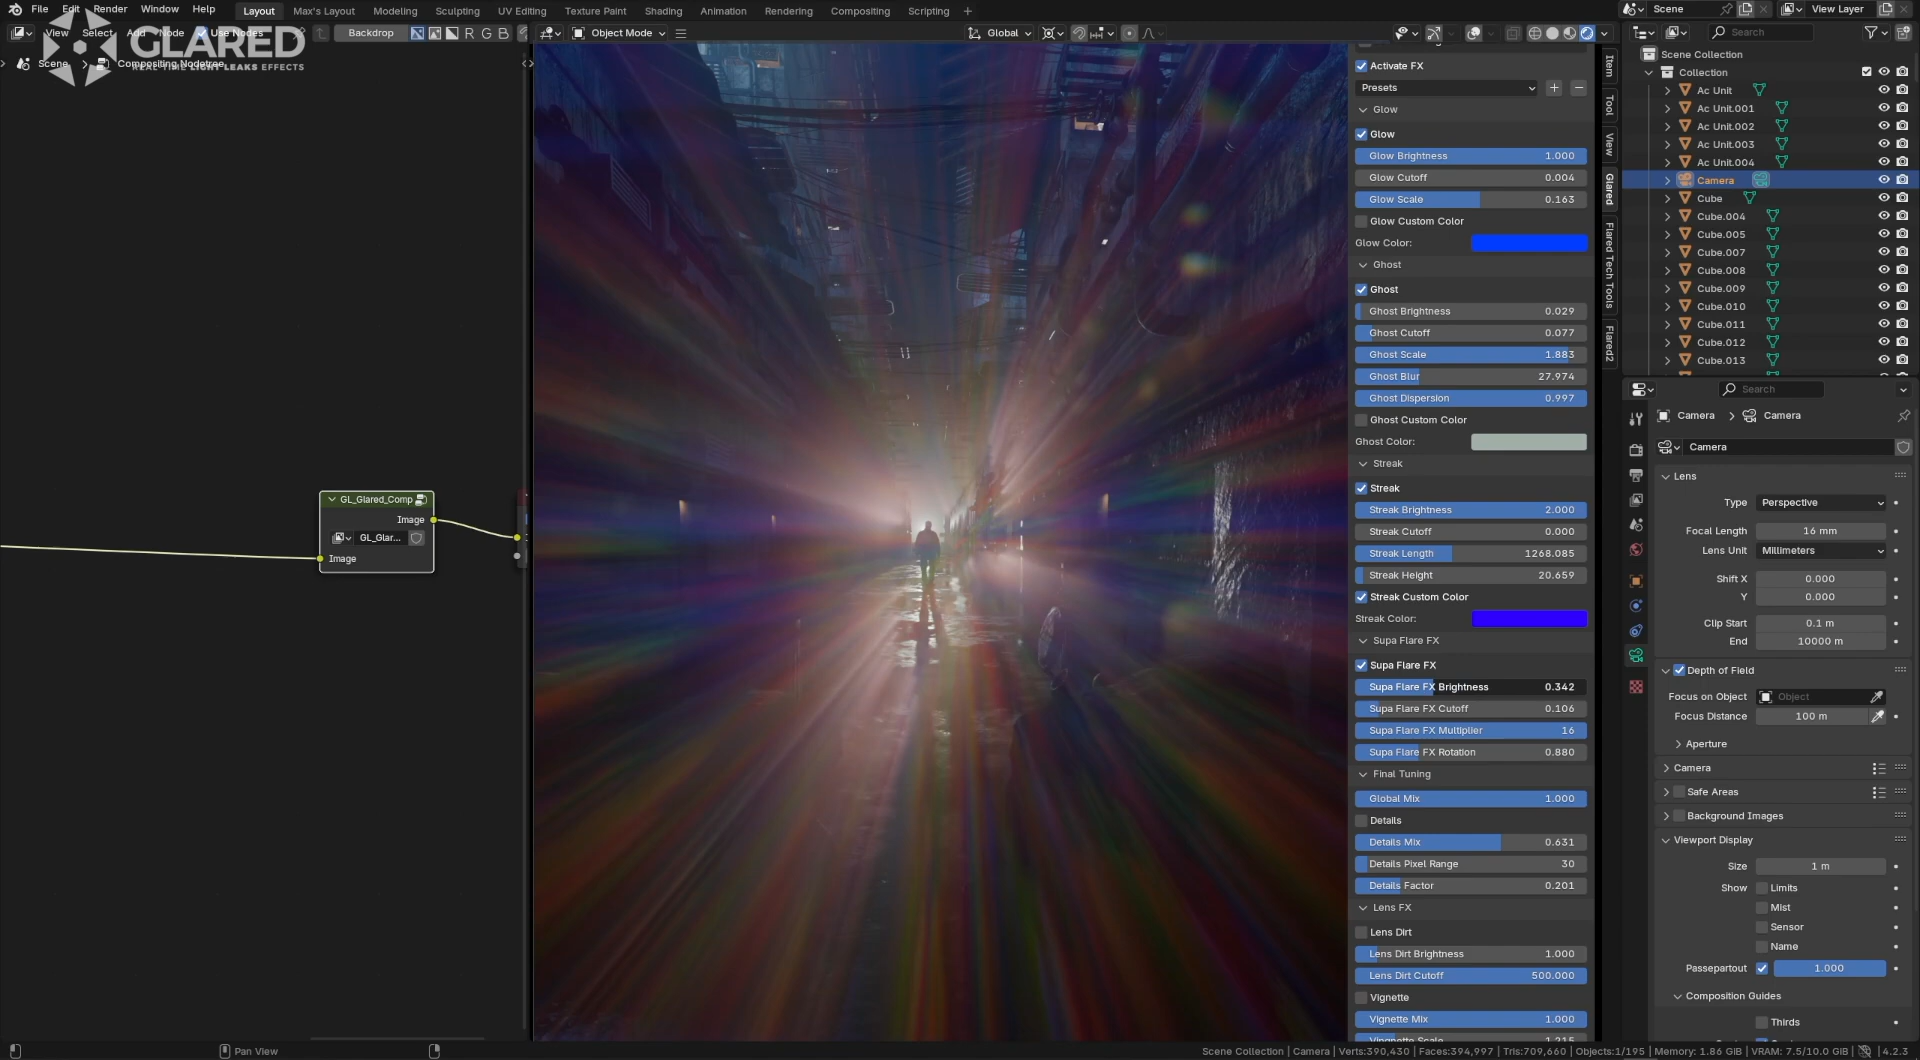 File Edit Render Window Help
Layout Max's Layout Modeling Sculpting UV Editing Texture Paint Shading Animation Rendering Compositing Scripting +
Scene
View Layer
View Select Add Node Use Nodes
Backdrop
R G B
Object Mode
Global
Search
GLARED
REAL-TIME LIGHT LEAKS EFFECTS
Scene > Compositing Nodetree
GL_Glared_Comp
Image
GL_Glar...
Image
Activate FX
Presets
Glow
Glow
Glow Brightness 1.000
Glow Cutoff 0.004
Glow Scale 0.163
Glow Custom Color
Glow Color:
Ghost
Ghost
Ghost Brightness 0.029
Ghost Cutoff 0.077
Ghost Scale 1.883
Ghost Blur 27.974
Ghost Dispersion 0.997
Ghost Custom Color
Ghost Color:
Streak
Streak
Streak Brightness 2.000
Streak Cutoff 0.000
Streak Length 1268.085
Streak Height 20.659
Streak Custom Color
Streak Color:
Supa Flare FX
Supa Flare FX
Supa Flare FX Brightness 0.342
Supa Flare FX Cutoff 0.106
Supa Flare FX Multiplier 16
Supa Flare FX Rotation 0.880
Final Tuning
Global Mix 1.000
Details
Details Mix 0.631
Details Pixel Range 30
Details Factor 0.201
Lens FX
Lens Dirt
Lens Dirt Brightness 1.000
Lens Dirt Cutoff 500.000
Vignette
Vignette Mix 1.000
Vignette Scale 1.215
Item
Tool
View
Glared
Flared Tech Tools
Flared2
Scene Collection
Collection
Ac Unit
Ac Unit.001
Ac Unit.002
Ac Unit.003
Ac Unit.004
Camera
Cube
Cube.004
Cube.005
Cube.007
Cube.008
Cube.009
Cube.010
Cube.011
Cube.012
Cube.013
Search
Camera > Camera
Camera
Lens
Type Perspective
Focal Length 16 mm
Lens Unit Millimeters
Shift X 0.000
Y 0.000
Clip Start 0.1 m
End 10000 m
Depth of Field
Focus on Object Object
Focus Distance 100 m
Aperture
Camera
Safe Areas
Background Images
Viewport Display
Size 1 m
Show Limits
Mist
Sensor
Name
Passepartout 1.000
Composition Guides
Thirds
Pan View
Scene Collection | Camera | Verts:390,430 | Faces:394,997 | Tris:709,660 | Objects:1/195 | Memory: 1.86 GiB | VRAM: 7.5/10.0 GiB | 4.2.3